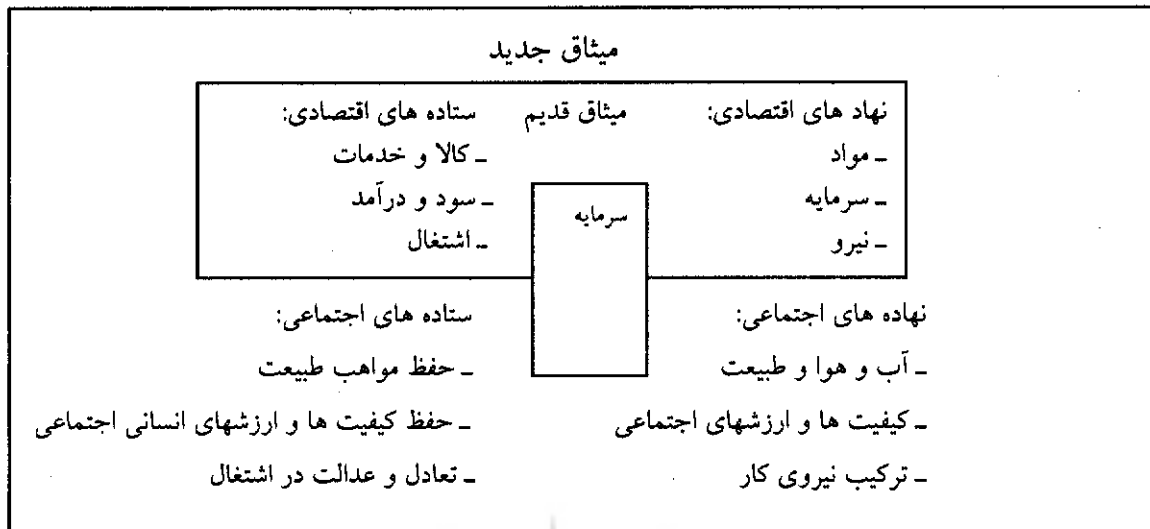 میثاق جدید
نهاد های اقتصادی: میثاق قدیم ستاده های اقتصادی:
ـ مواد ـ کالا و خدمات
ـ سرمایه سرمایه ـ سود و درآمد
ـ نیرو ـ اشتغال
نهاده های اجتماعی: ستاده های اجتماعی:
ـ آب و هوا و طبیعت ـ حفظ مواهب طبیعت
ـ کیفیت ها و ارزشهای اجتماعی ـ حفظ کیفیت ها و ارزشهای انسانی اجتماعی
ـ ترکیب نیروی کار ـ تعادل و عدالت در اشتغال